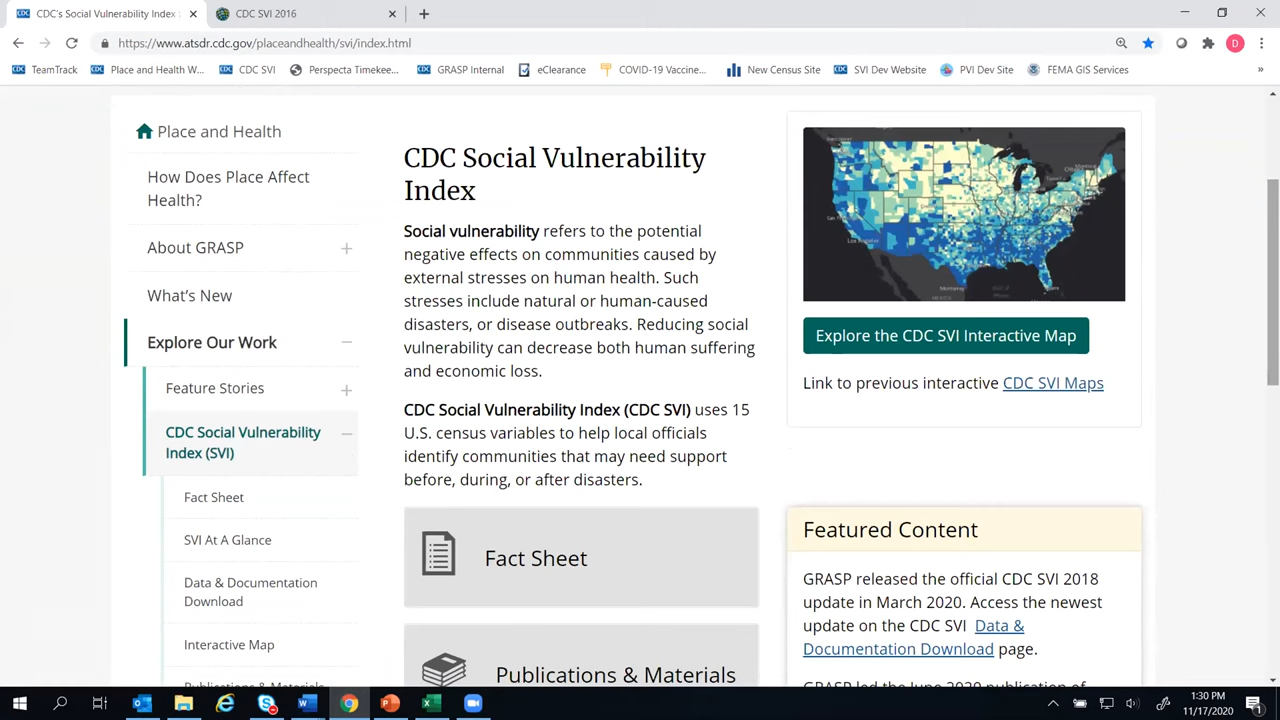 CDC's Social Vulnerability Index
CDC SVI 2016
https://www.atsdr.cdc.gov/placeandhealth/svi/index.html
D
TeamTrack
Place and Health W...
CDC SVI
Perspecta Timekee...
GRASP Internal
eClearance
COVID-19 Vaccine...
New Census Site
SVI Dev Website
PVI Dev Site
FEMA GIS Services
»
Place and Health
How Does Place Affect
Health?
About GRASP
What's New
Explore Our Work
Feature Stories
CDC Social Vulnerability
Index (SVI)
Fact Sheet
SVI At A Glance
Data & Documentation
Download
Interactive Map
Publications & Materials
CDC Social Vulnerability
Index
Social vulnerability refers to the potential
negative effects on communities caused by
external stresses on human health. Such
stresses include natural or human-caused
disasters, or disease outbreaks. Reducing social
vulnerability can decrease both human suffering
and economic loss.
CDC Social Vulnerability Index (CDC SVI) uses 15
U.S. census variables to help local officials
identify communities that may need support
before, during, or after disasters.
Fact Sheet
Publications & Materials
Explore the CDC SVI Interactive Map
Link to previous interactive CDC SVI Maps
Featured Content
GRASP released the official CDC SVI 2018
update in March 2020. Access the newest
update on the CDC SVI Data &
Documentation Download page.
GRASP led the June 2020 publication of
1:30 PM
11/17/2020